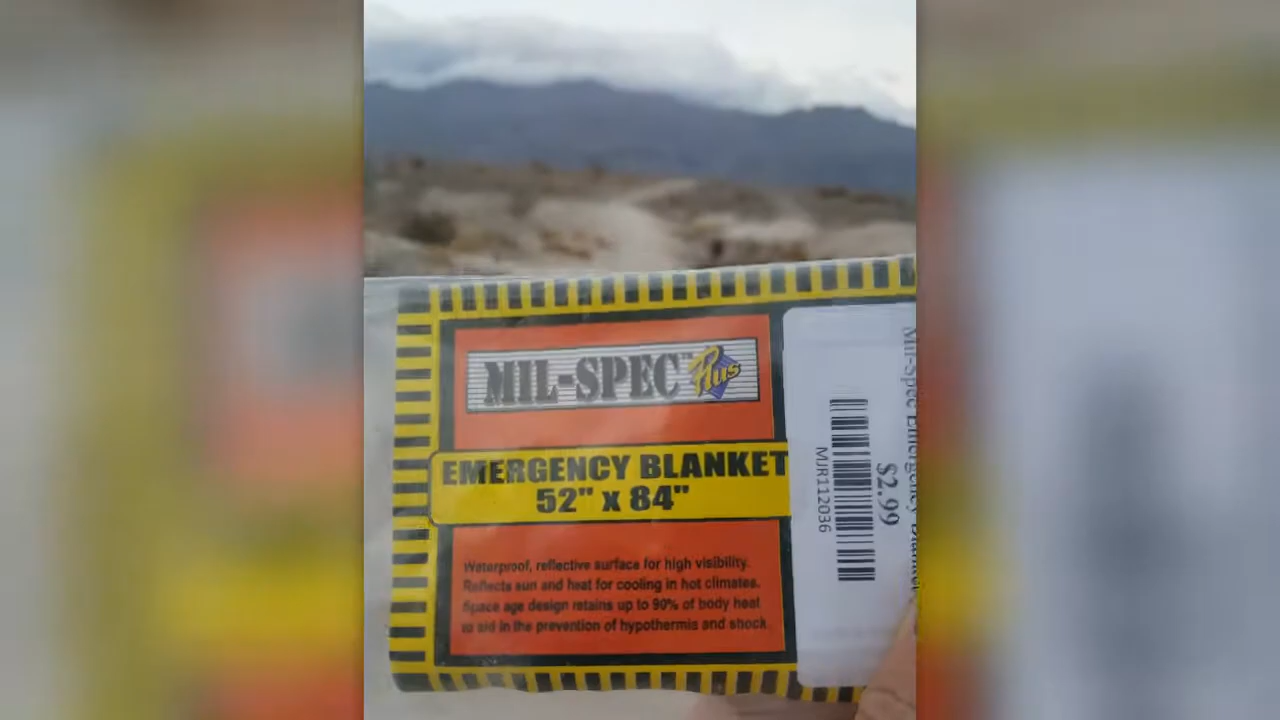 MIL-SPEC™ Plus
EMERGENCY BLANKET
52" x 84"
Waterproof, reflective surface for high visibility.
Reflects sun and heat for cooling in hot climates.
Space age design retains up to 90% of body heat
to aid in the prevention of hypothermis and shock.
Mil-Spec Emergency Blanket
$2.99
MJR112036